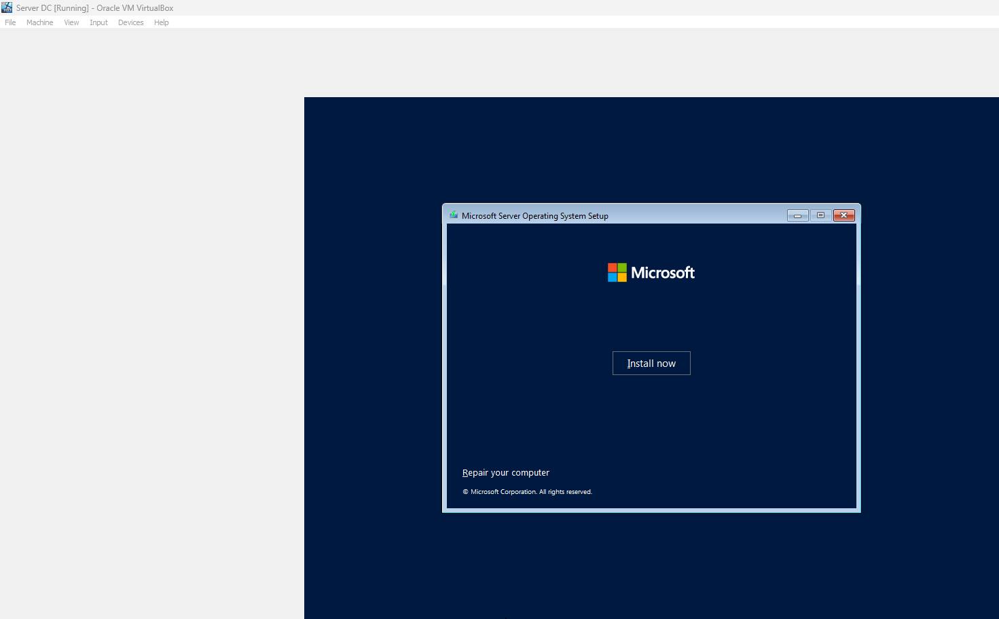 Server DC [Running] - Oracle VM VirtualBox
File Machine View Input Devices Help
Microsoft Server Operating System Setup
Microsoft
Install now
Repair your computer
© Microsoft Corporation. All rights reserved.